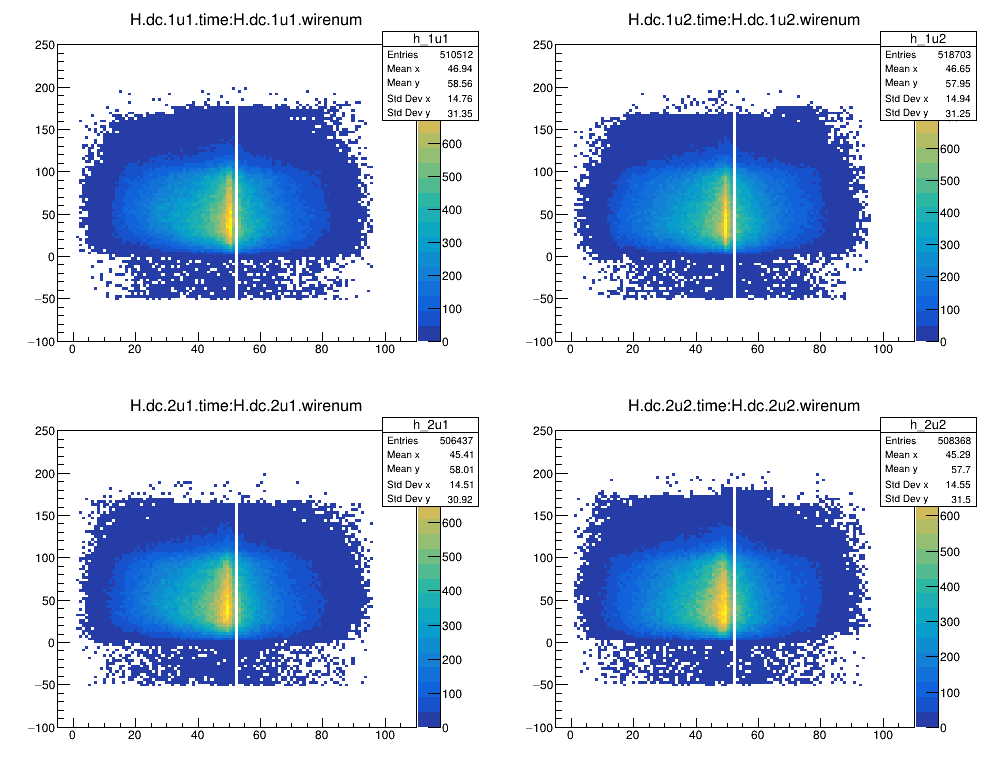 H.dc.1u1.time:H.dc.1u1.wirenum
h_1u1
Entries 510512
Mean x 46.94
Mean y 58.56
Std Dev x 14.76
Std Dev y 31.35
250
200
150
100
50
0
−50
−100
0 20 40 60 80 100
600
500
400
300
200
100
0
H.dc.1u2.time:H.dc.1u2.wirenum
h_1u2
Entries 518703
Mean x 46.65
Mean y 57.95
Std Dev x 14.94
Std Dev y 31.25
250
200
150
100
50
0
−50
−100
0 20 40 60 80 100
600
500
400
300
200
100
0
H.dc.2u1.time:H.dc.2u1.wirenum
h_2u1
Entries 506437
Mean x 45.41
Mean y 58.01
Std Dev x 14.51
Std Dev y 30.92
250
200
150
100
50
0
−50
−100
0 20 40 60 80 100
600
500
400
300
200
100
0
H.dc.2u2.time:H.dc.2u2.wirenum
h_2u2
Entries 508368
Mean x 45.29
Mean y 57.7
Std Dev x 14.55
Std Dev y 31.5
250
200
150
100
50
0
−50
−100
0 20 40 60 80 100
600
500
400
300
200
100
0